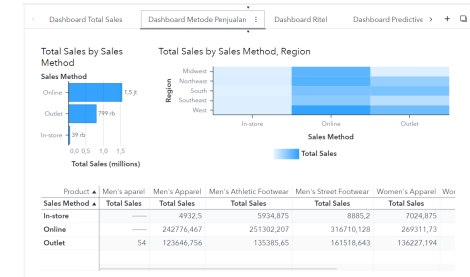 Dashboard Total Sales Dashboard Metode Penjualan Dashboard Ritel Dashboard Predictive
Total Sales by Sales Method
Sales Method
Online 1,5 jt
Outlet 799 rb
In-store 39 rb
0,0 0,5 1,0 1,5
Total Sales (millions)
Total Sales by Sales Method, Region
Region
Midwest
Northeast
South
Southeast
West
In-store Online Outlet
Sales Method
Total Sales
Product Men's aparel Men's Apparel Men's Athletic Footwear Men's Street Footwear Women's Apparel
Sales Method Total Sales Total Sales Total Sales Total Sales Total Sales
In-store 4932,5 5934,875 8885,2 7024,875
Online 242776,467 251302,207 316710,128 269311,73
Outlet 54 123646,756 135385,65 161518,643 136227,194